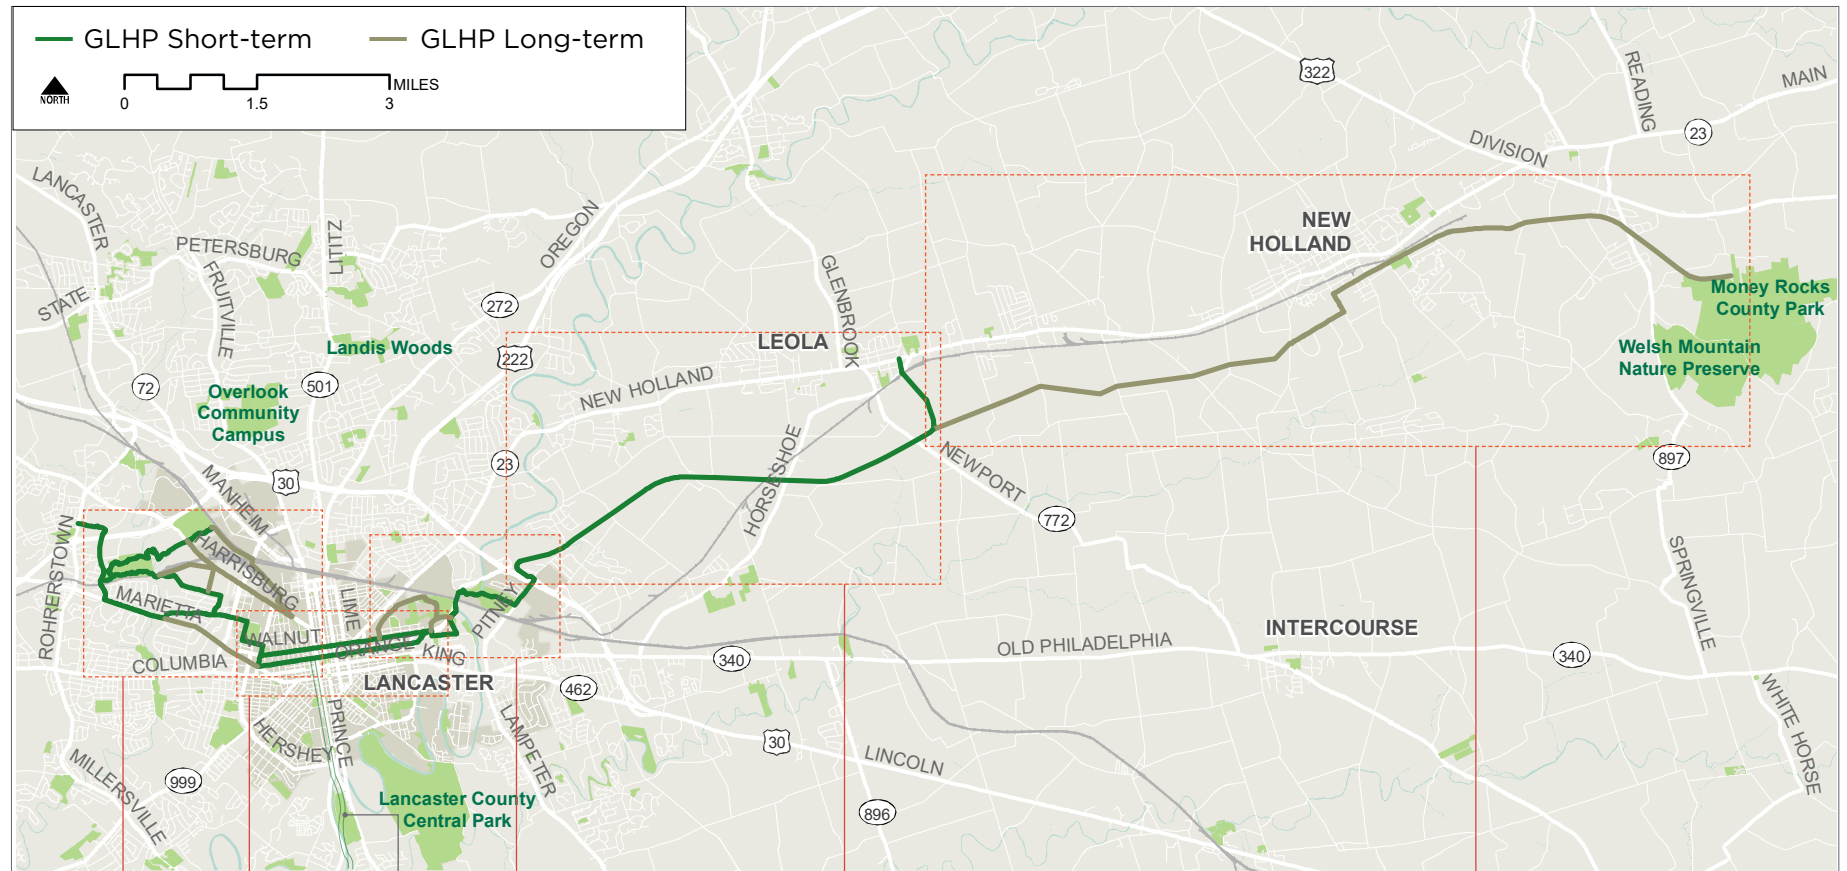 GLHP Short-term
GLHP Long-term
NORTH
MILES
0
1.5
3
322
READING
MAIN
23
DIVISION
LANCASTER
PETERSBURG
LITITZ
OREGON
NEW
HOLLAND
FRUITVILLE
STATE
GLENBROOK
272
Money Rocks
County Park
LEOLA
Landis Woods
222
Welsh Mountain
Nature Preserve
72
501
NEW HOLLAND
Overlook
Community
Campus
HORSESHOE
23
NEWPORT
897
MANHEIM
30
772
ROHRERSTOWN
HARRISBURG
SPRINGVILLE
MARIETTA
LIME
PITNEY
WALNUT
ORANGE
KING
INTERCOURSE
OLD PHILADELPHIA
340
340
COLUMBIA
LANCASTER
462
WHITE HORSE
PRINCE
HERSHEY
LAMPETER
30
LINCOLN
MILLERSVILLE
999
Lancaster County
Central Park
896